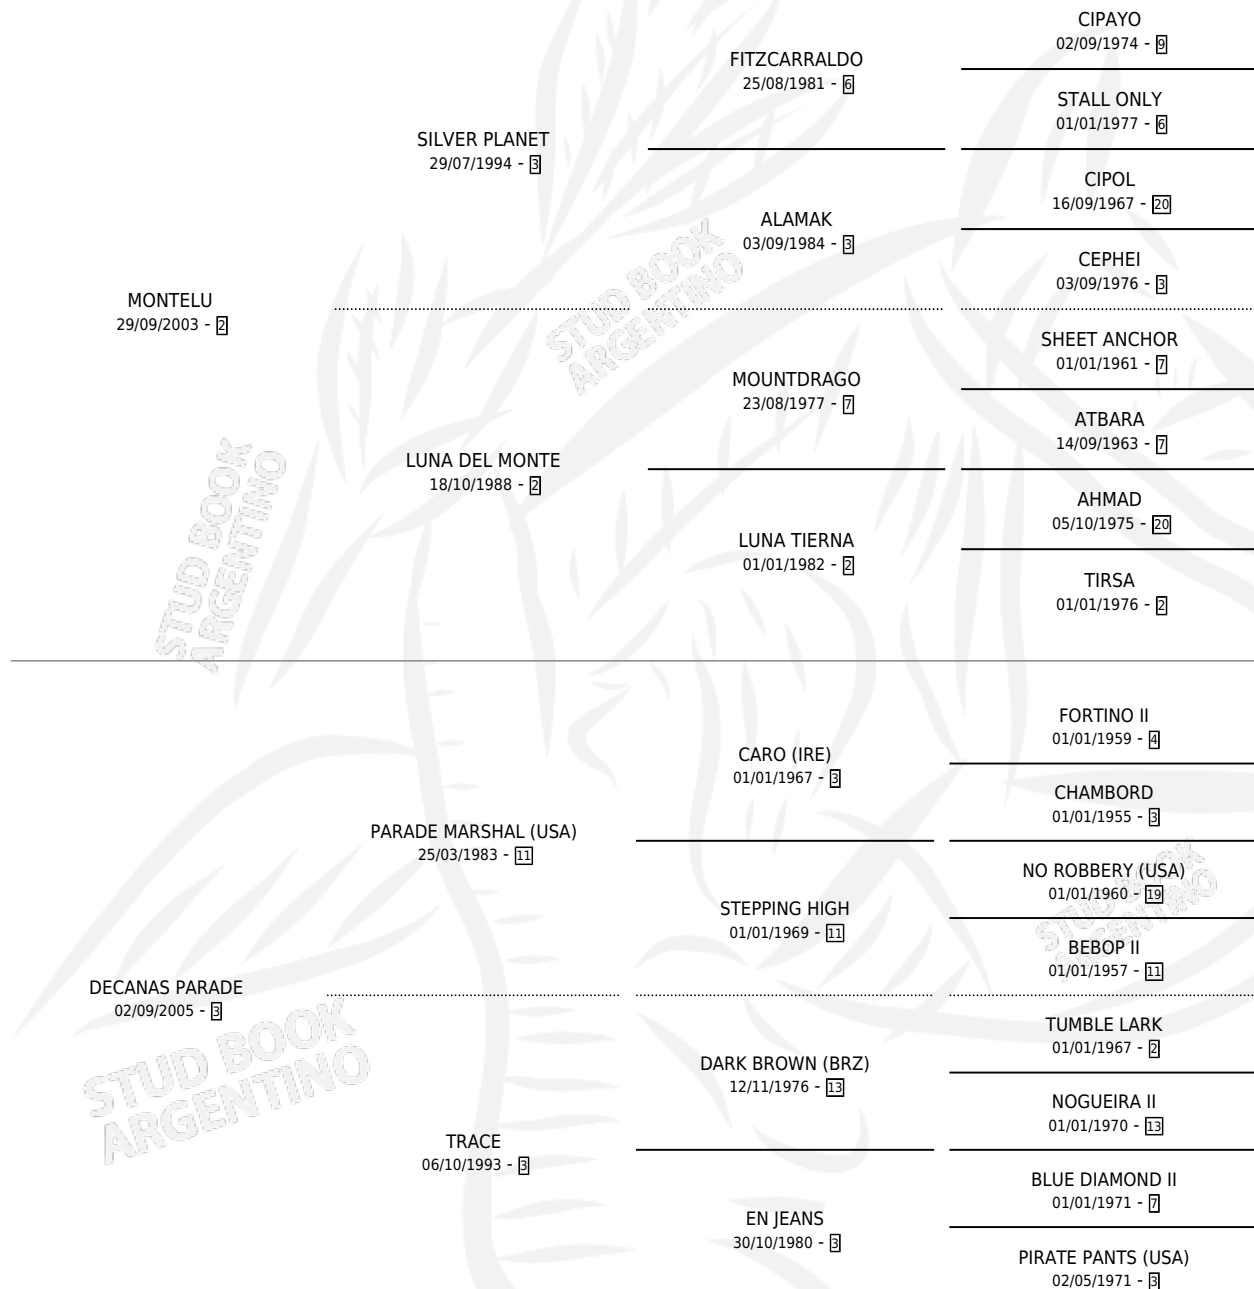 CIPAYO
02/09/1974 - 9
FITZCARRALDO
25/08/1981 - 6
STALL ONLY
01/01/1977 - 6
SILVER PLANET
29/07/1994 - 3
CIPOL
16/09/1967 - 20
ALAMAK
03/09/1984 - 3
CEPHEI
03/09/1976 - 3
MONTELU
29/09/2003 - 2
SHEET ANCHOR
01/01/1961 - 7
MOUNTDRAGO
23/08/1977 - 7
ATBARA
14/09/1963 - 7
LUNA DEL MONTE
18/10/1988 - 2
AHMAD
05/10/1975 - 20
LUNA TIERNA
01/01/1982 - 2
TIRSA
01/01/1976 - 2
STUD BOOK
ARGENTINO
STUD BOOK
ARGENTINO
FORTINO II
01/01/1959 - 4
CARO (IRE)
01/01/1967 - 3
CHAMBORD
01/01/1955 - 3
PARADE MARSHAL (USA)
25/03/1983 - 11
NO ROBBERY (USA)
01/01/1960 - 19
STEPPING HIGH
01/01/1969 - 11
BEBOP II
01/01/1957 - 11
STUD BOOK
ARGENTINO
DECANAS PARADE
02/09/2005 - 3
TUMBLE LARK
01/01/1967 - 2
DARK BROWN (BRZ)
12/11/1976 - 13
NOGUEIRA II
01/01/1970 - 13
STUD BOOK
ARGENTINO
TRACE
06/10/1993 - 3
BLUE DIAMOND II
01/01/1971 - 7
EN JEANS
30/10/1980 - 3
PIRATE PANTS (USA)
02/05/1971 - 3